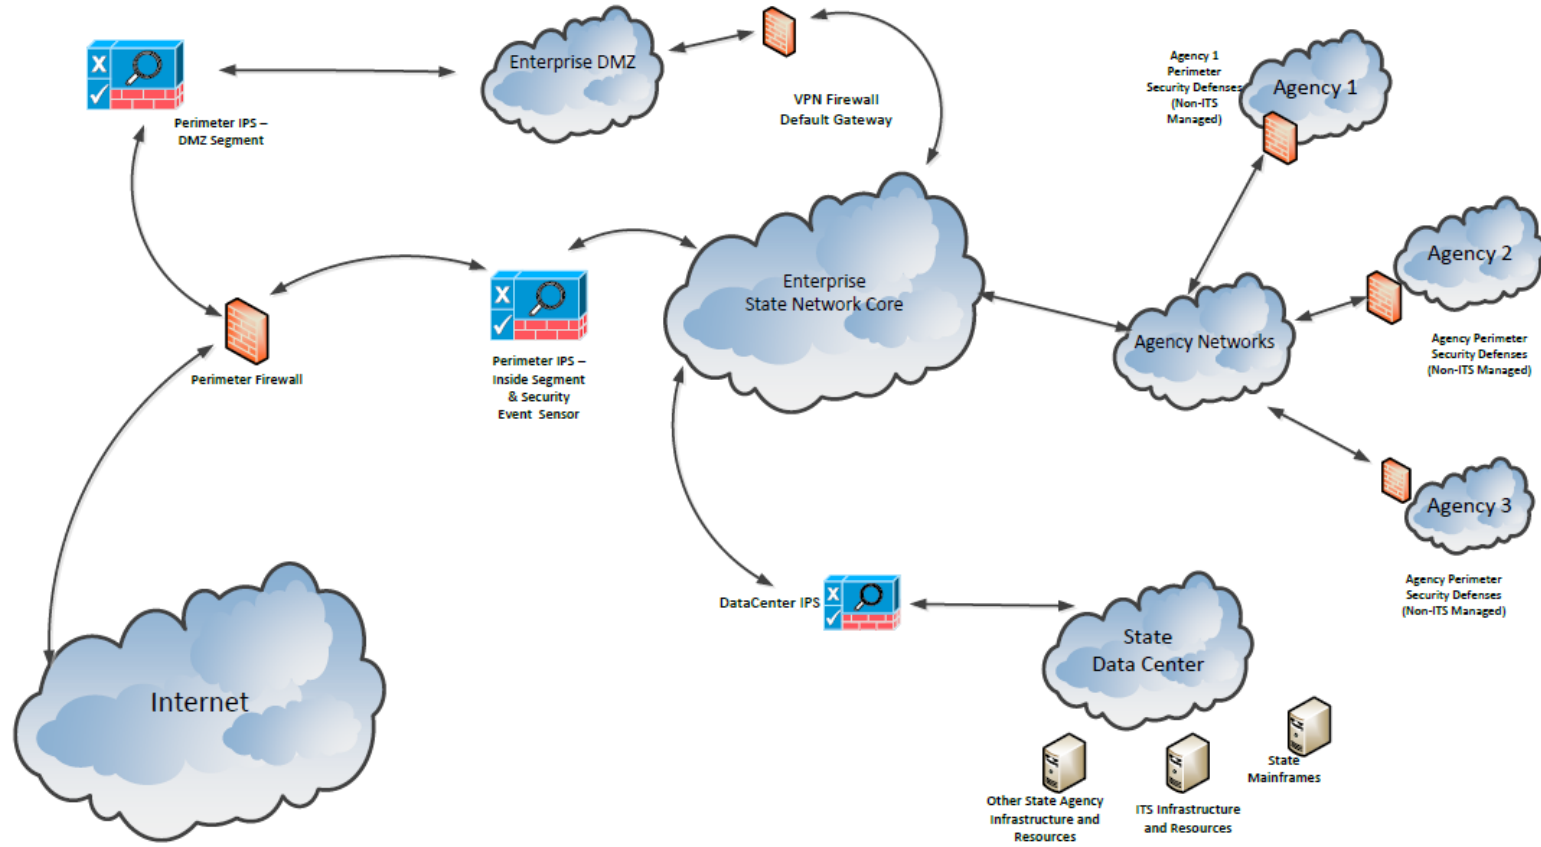 Enterprise DMZ
VPN Firewall
Default Gateway
Perimeter IPS –
DMZ Segment
Agency 1
Perimeter
Security Defenses
(Non-ITS
Managed)
Agency 1
Agency 2
Agency Perimeter
Security Defenses
(Non-ITS Managed)
Enterprise
State Network Core
Agency Networks
Perimeter Firewall
Perimeter IPS –
Inside Segment
& Security
Event Sensor
Agency 3
Agency Perimeter
Security Defenses
(Non-ITS Managed)
DataCenter IPS
State
Data Center
Internet
State
Mainframes
Other State Agency
Infrastructure and
Resources
ITS Infrastructure
and Resources